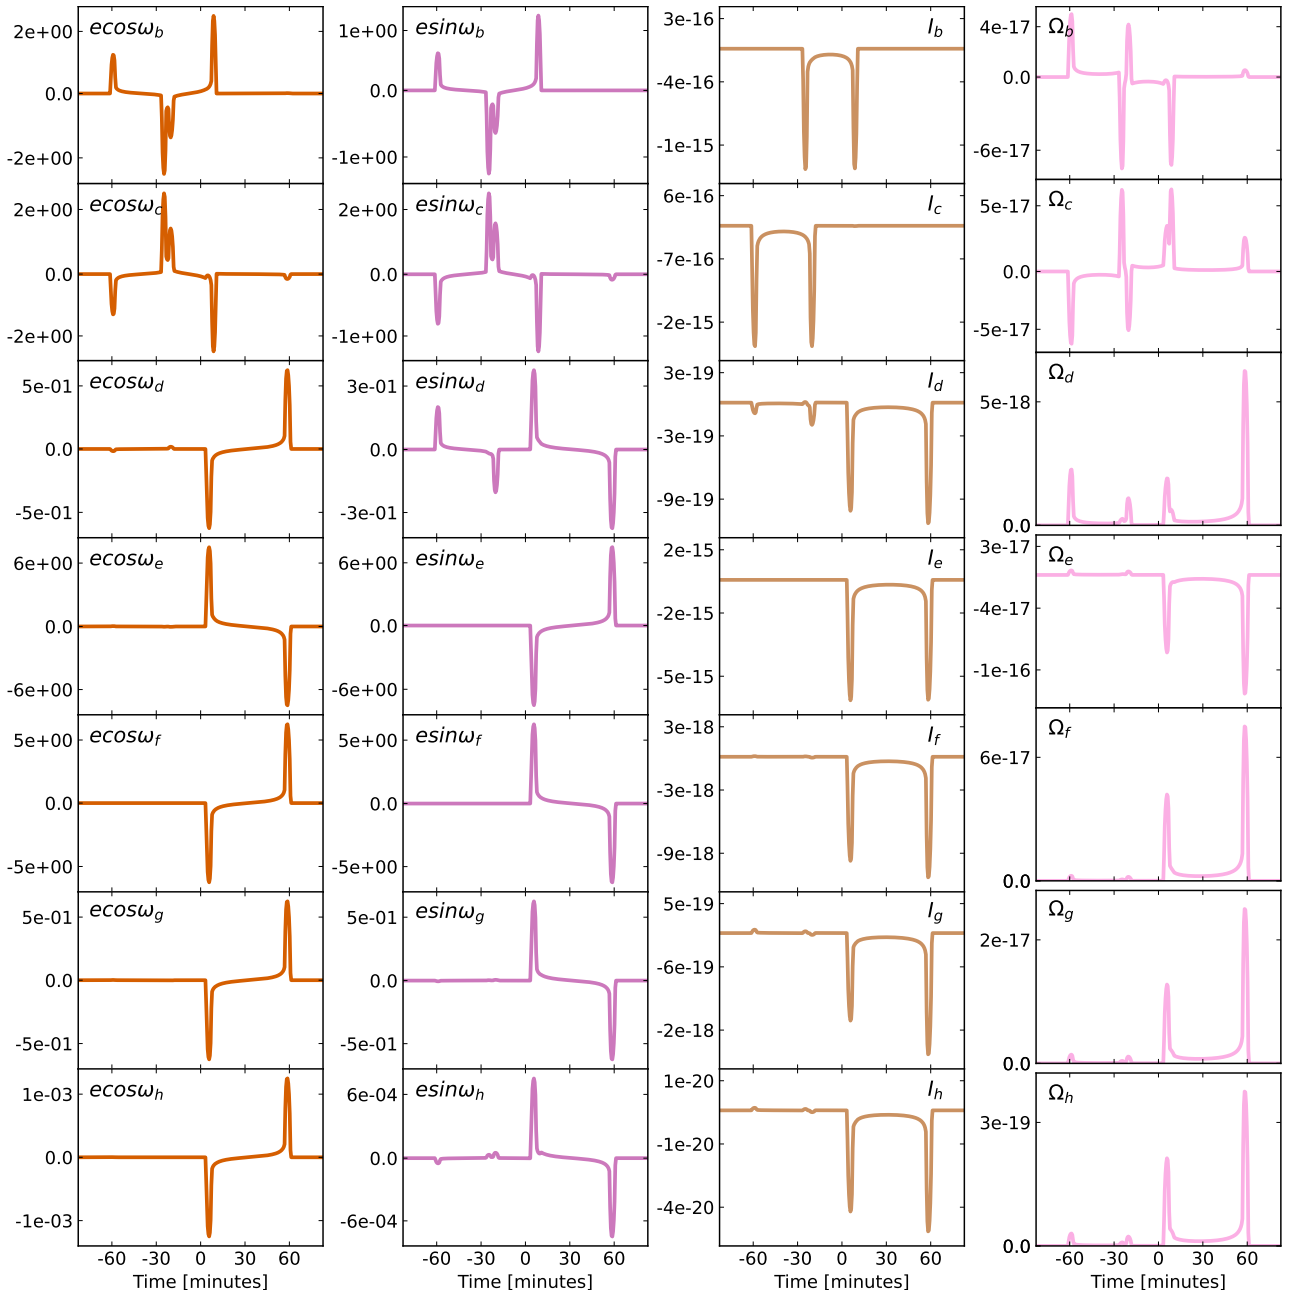 ecosω_b esinω_b I_b Ω_b
2e+00 1e+00 3e-16 4e-17
0.0 0.0 -4e-16 0.0
-2e+00 -1e+00 -1e-15 -6e-17
ecosω_c esinω_c I_c Ω_c
2e+00 2e+00 6e-16 5e-17
0.0 0.0 -7e-16 0.0
-2e+00 -1e+00 -2e-15 -5e-17
ecosω_d esinω_d I_d Ω_d
5e-01 3e-01 3e-19 5e-18
0.0 0.0 -3e-19 0.0
-5e-01 -3e-01 -9e-19
ecosω_e esinω_e I_e Ω_e
6e+00 6e+00 2e-15 3e-17
0.0 0.0 -2e-15 -4e-17
-6e+00 -6e+00 -5e-15 -1e-16
ecosω_f esinω_f I_f Ω_f
5e+00 5e+00 3e-18 6e-17
0.0 0.0 -3e-18 0.0
-5e+00 -5e+00 -9e-18
ecosω_g esinω_g I_g Ω_g
5e-01 5e-01 5e-19 2e-17
0.0 0.0 -6e-19 0.0
-5e-01 -5e-01 -2e-18
ecosω_h esinω_h I_h Ω_h
1e-03 6e-04 1e-20 3e-19
0.0 0.0 -1e-20 0.0
-1e-03 -6e-04 -4e-20
-60 -30 0 30 60 -60 -30 0 30 60 -60 -30 0 30 60 -60 -30 0 30 60
Time [minutes] Time [minutes] Time [minutes] Time [minutes]